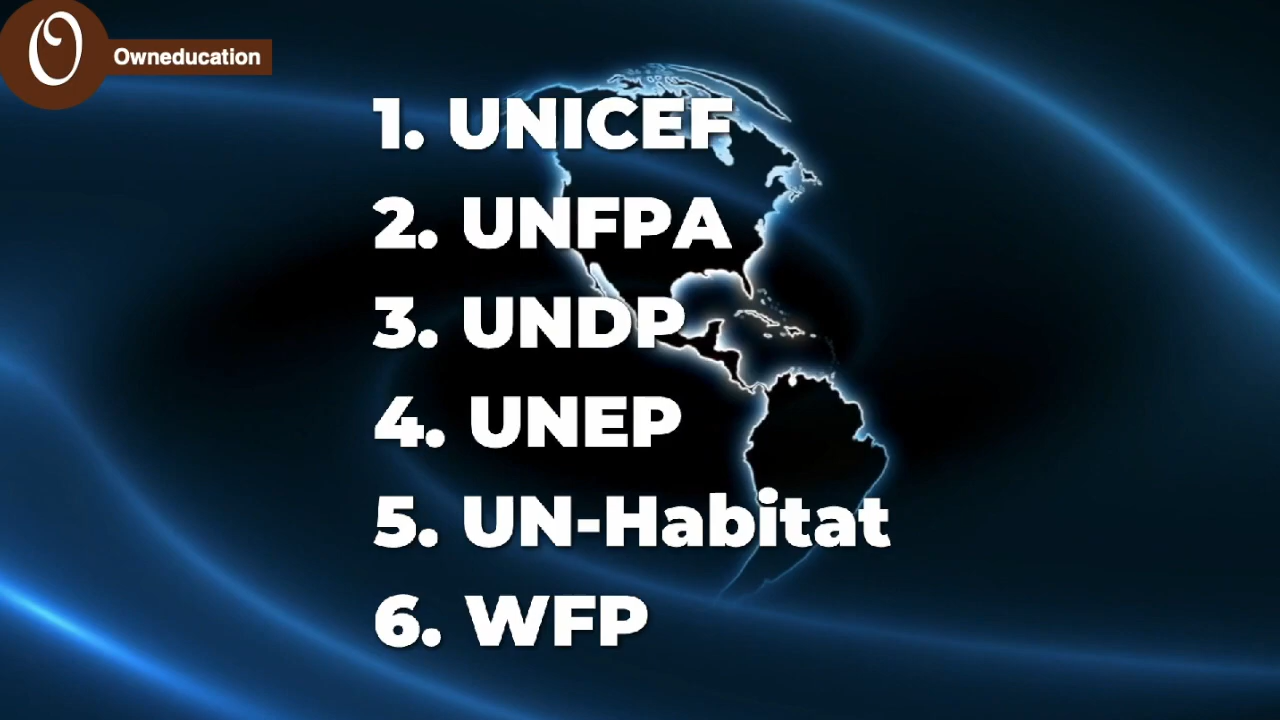 O
Owneducation
1. UNICEF
2. UNFPA
3. UNDP
4. UNEP
5. UN-Habitat
6. WFP